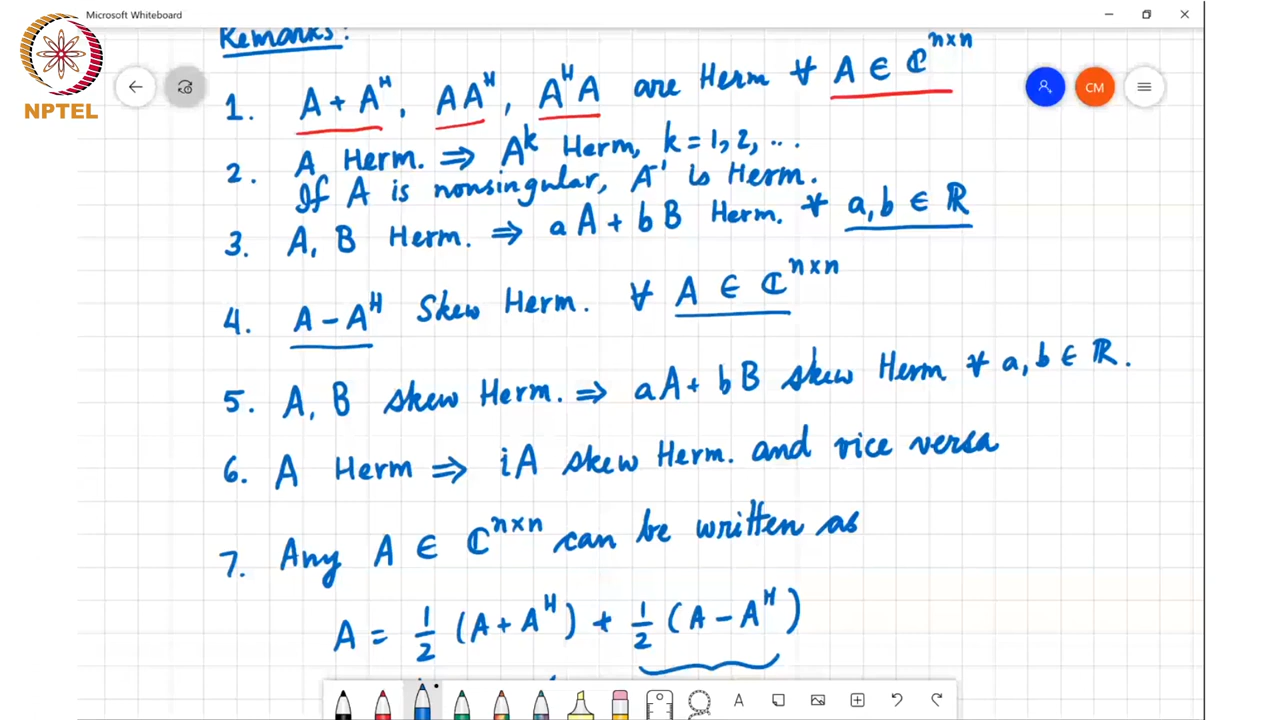 Microsoft Whiteboard
NPTEL
CM
Remarks:
1. A + A^H, AA^H, A^H A are Herm ∀ A ∈ ℂ^{n×n}
2. A Herm. ⇒ A^k Herm, k = 1, 2, ...
If A is nonsingular, A^{-1} is Herm.
3. A, B Herm. ⇒ aA + bB Herm. ∀ a, b ∈ ℝ
4. A - A^H Skew Herm. ∀ A ∈ ℂ^{n×n}
5. A, B skew Herm. ⇒ aA + bB skew Herm ∀ a, b ∈ ℝ.
6. A Herm ⇒ iA skew Herm. and vice versa
7. Any A ∈ ℂ^{n×n} can be written as
A = 1/2 (A + A^H) + 1/2 (A - A^H)